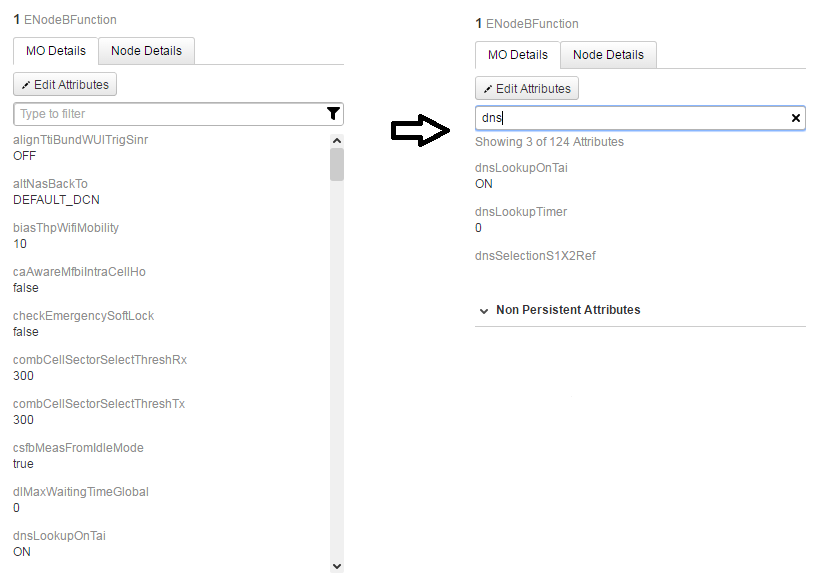 1 ENodeBFunction
MO Details Node Details
Edit Attributes
Type to filter
alignTtiBundWUlTrigSinr
OFF
altNasBackTo
DEFAULT_DCN
biasThpWifiMobility
10
caAwareMfbiIntraCellHo
false
checkEmergencySoftLock
false
combCellSectorSelectThreshRx
300
combCellSectorSelectThreshTx
300
csfbMeasFromIdleMode
true
dlMaxWaitingTimeGlobal
0
dnsLookupOnTai
ON
1 ENodeBFunction
MO Details Node Details
Edit Attributes
dns
Showing 3 of 124 Attributes
dnsLookupOnTai
ON
dnsLookupTimer
0
dnsSelectionS1X2Ref
Non Persistent Attributes